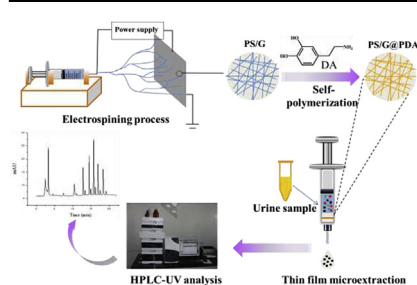 Power supply
PS/G
HO
HO
NH₂
DA
PS/G@PDA
Self-
polymerization
Electrospining process
Urine sample
Time (min)
HPLC-UV analysis
Thin film microextraction